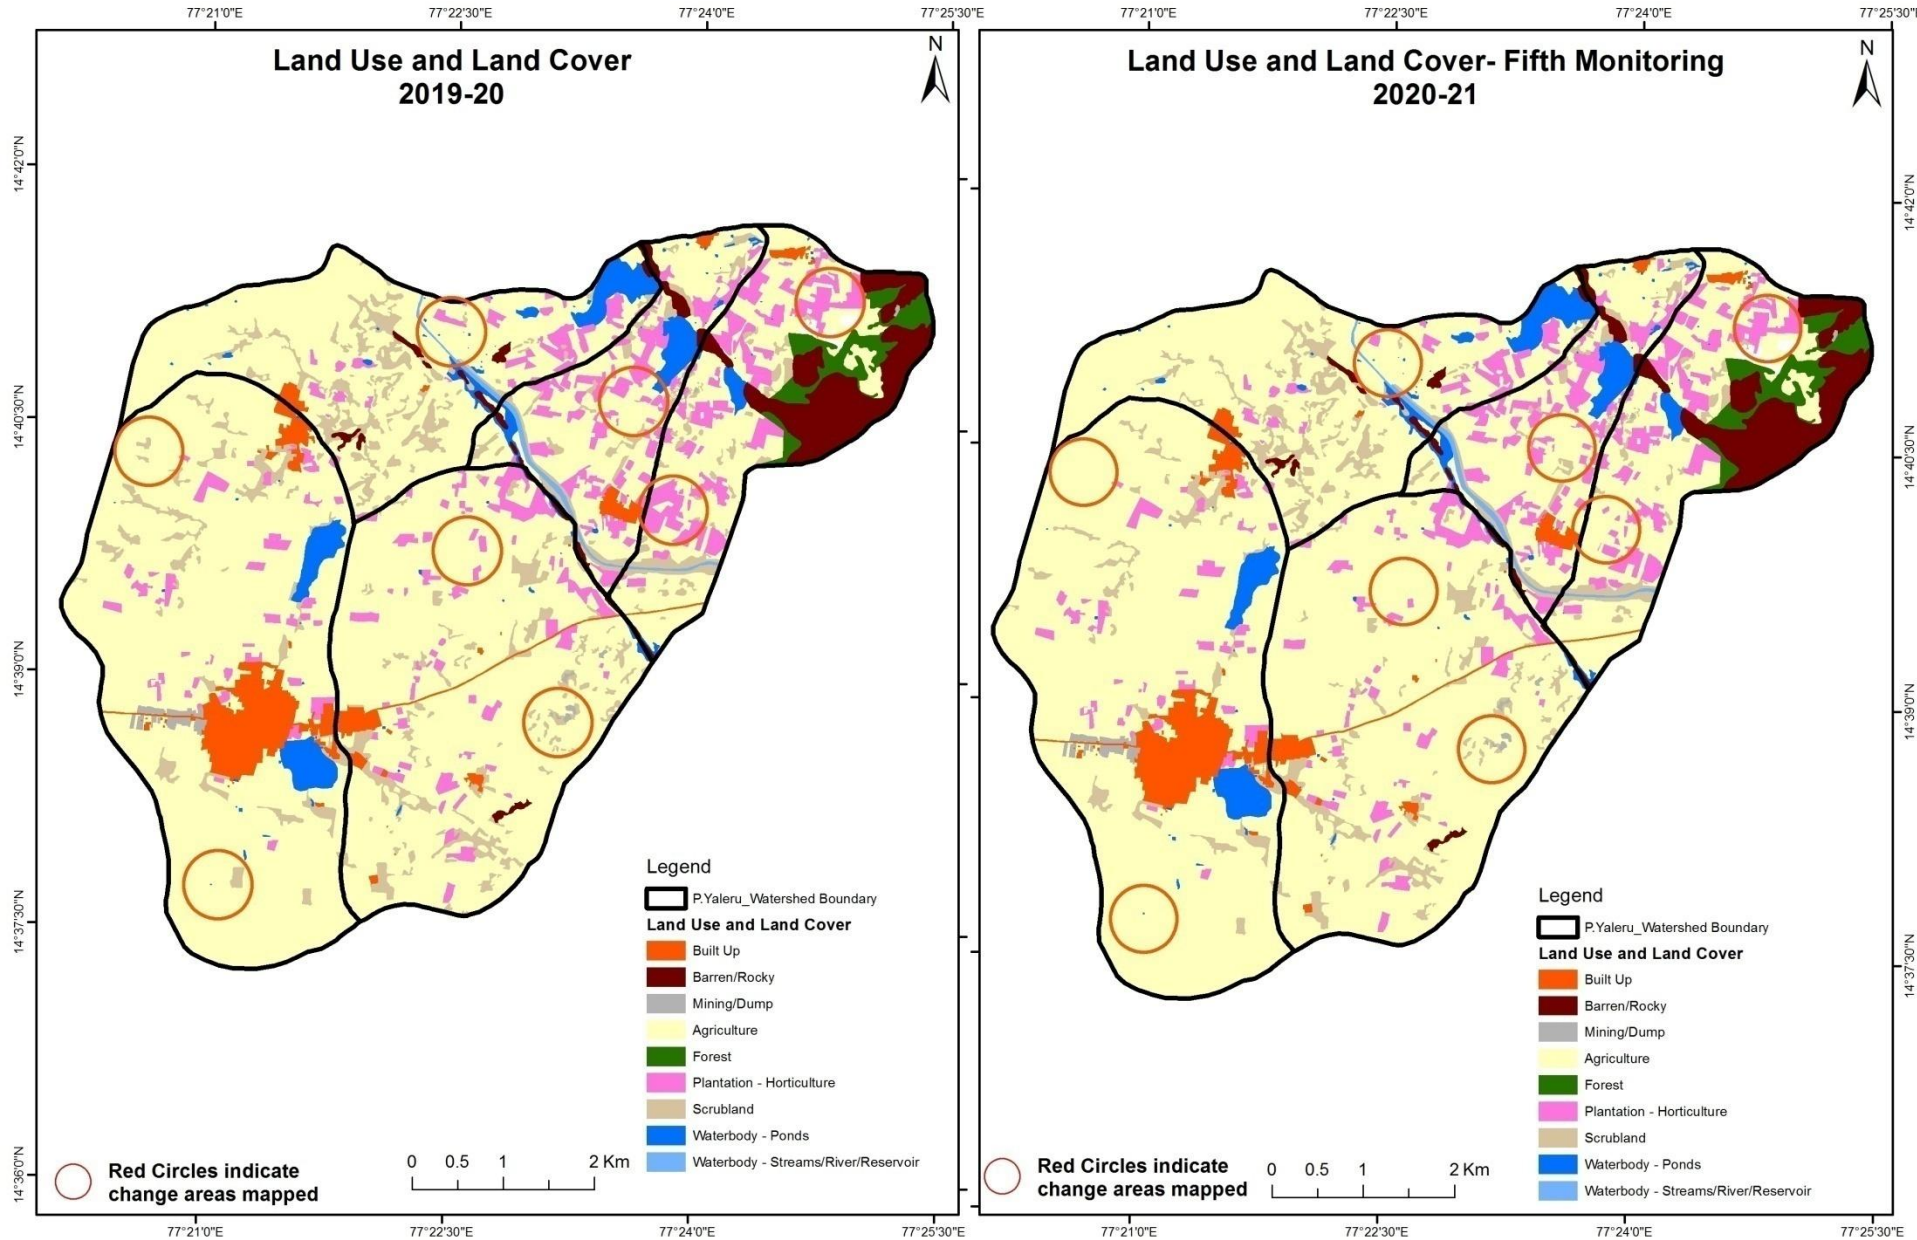 77°21'0"E 77°22'30"E 77°24'0"E 77°25'30"E
77°21'0"E 77°22'30"E 77°24'0"E 77°25'30"E
Land Use and Land Cover
2019-20
N
14°42'0"N
14°40'30"N
14°39'0"N
14°37'30"N
14°36'0"N
Legend
P.Yaleru_Watershed Boundary
Land Use and Land Cover
Built Up
Barren/Rocky
Mining/Dump
Agriculture
Forest
Plantation - Horticulture
Scrubland
Waterbody - Ponds
Waterbody - Streams/River/Reservoir
Red Circles indicate
change areas mapped
0 0.5 1 2 Km
77°21'0"E 77°22'30"E 77°24'0"E 77°25'30"E
Land Use and Land Cover- Fifth Monitoring
2020-21
N
14°42'0"N
14°40'30"N
14°39'0"N
14°37'30"N
Legend
P.Yaleru_Watershed Boundary
Land Use and Land Cover
Built Up
Barren/Rocky
Mining/Dump
Agriculture
Forest
Plantation - Horticulture
Scrubland
Waterbody - Ponds
Waterbody - Streams/River/Reservoir
Red Circles indicate
change areas mapped
0 0.5 1 2 Km
77°21'0"E 77°22'30"E 77°24'0"E 77°25'30"E